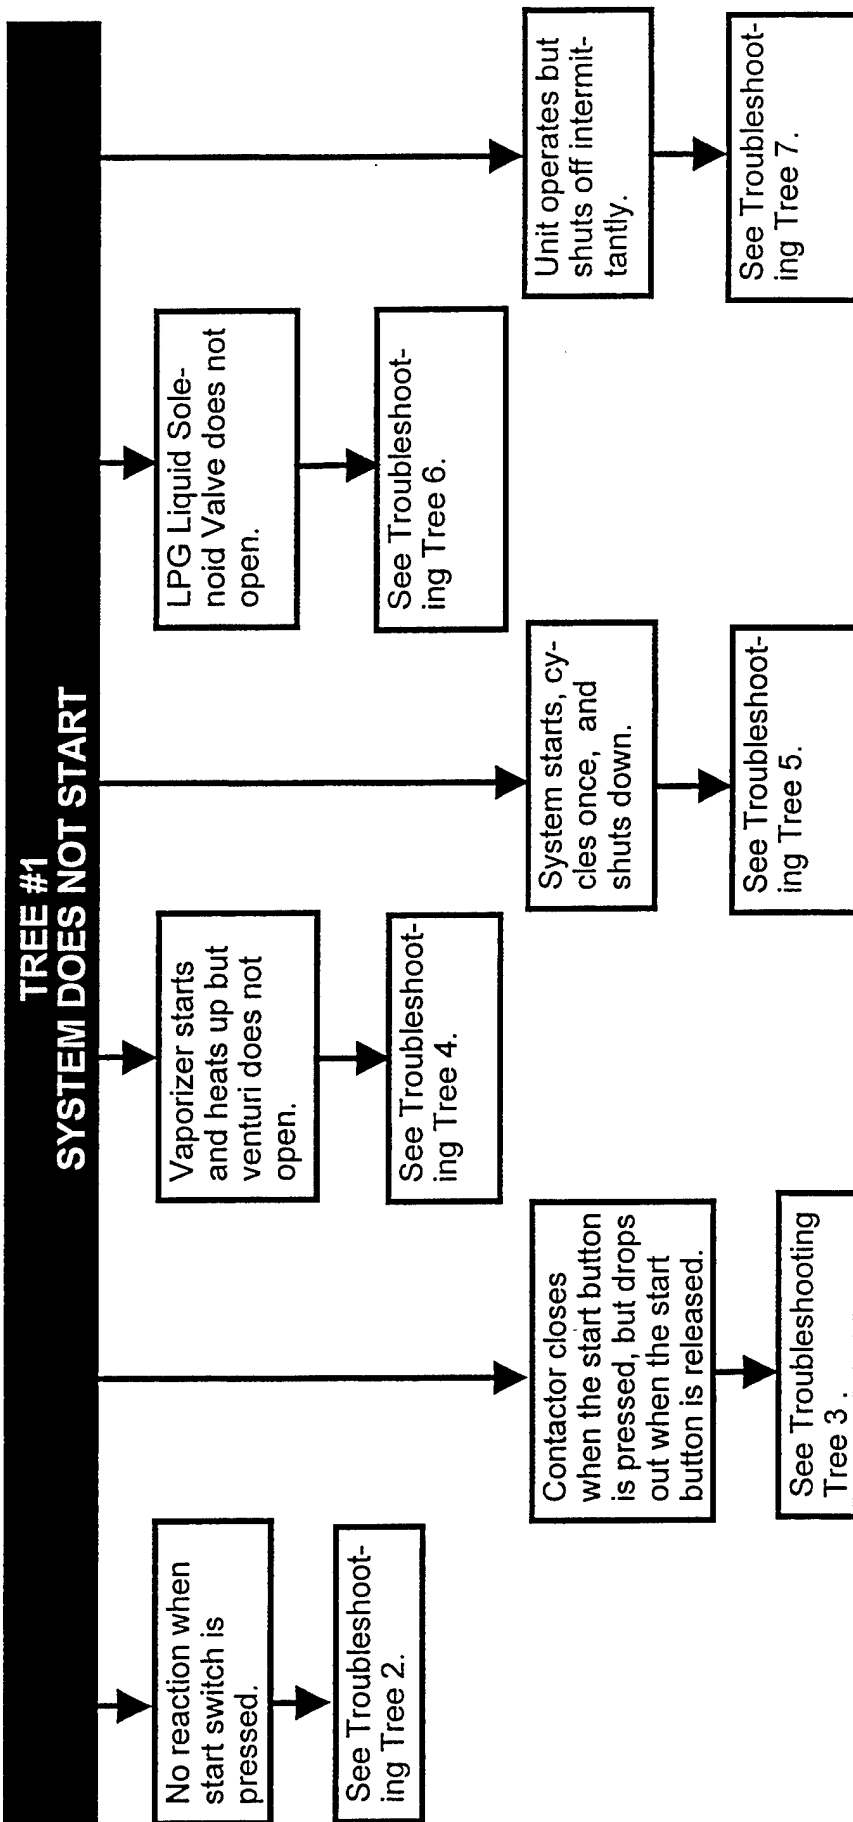 TREE #1
SYSTEM DOES NOT START
No reaction when
start switch is
pressed.
See Troubleshoot-
ing Tree 2.
Contactor closes
when the start button
is pressed, but drops
out when the start
button is released.
See Troubleshooting
Tree 3 .
Vaporizer starts
and heats up but
venturi does not
open.
See Troubleshoot-
ing Tree 4.
System starts, cy-
cles once, and
shuts down.
See Troubleshoot-
ing Tree 5.
LPG Liquid Sole-
noid Valve does not
open.
See Troubleshoot-
ing Tree 6.
Unit operates but
shuts off intermit-
tantly.
See Troubleshoot-
ing Tree 7.